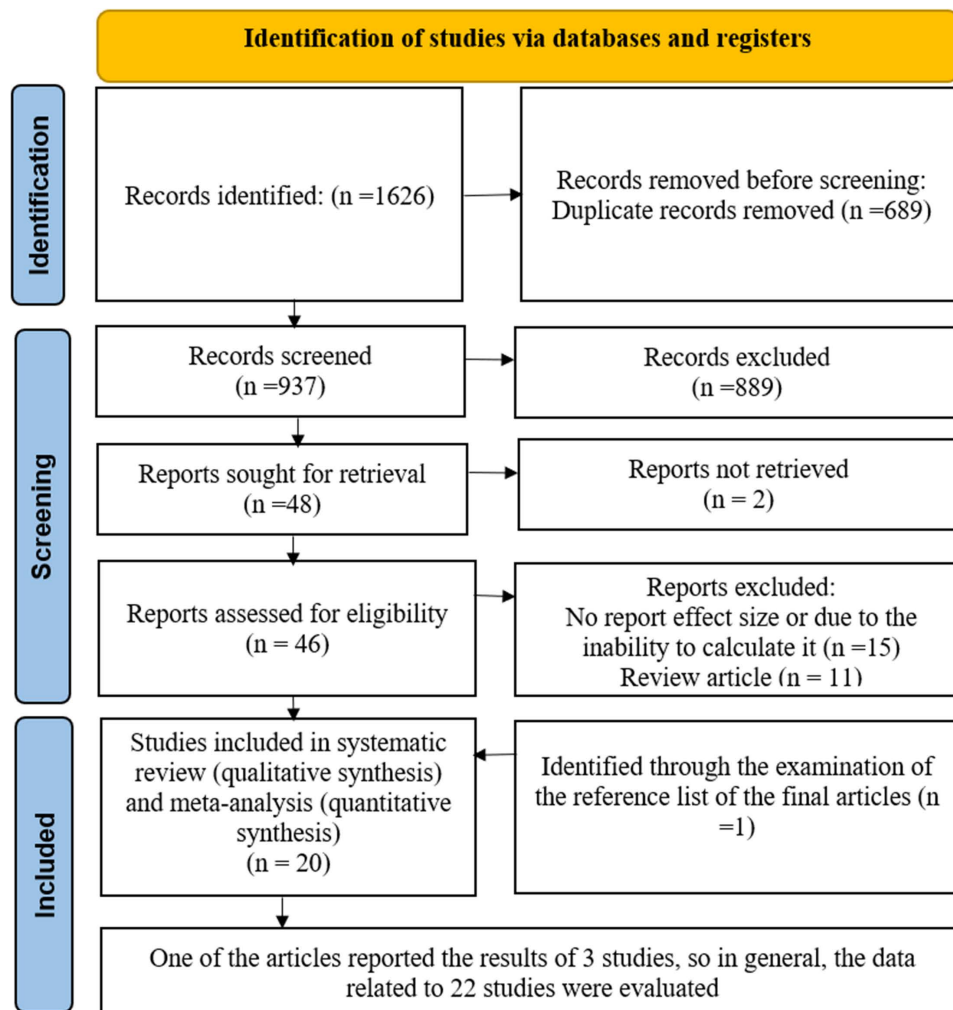 Identification of studies via databases and registers
Identification
Records identified: (n =1626)
Records removed before screening:
Duplicate records removed (n =689)
Screening
Records screened
(n =937)
Records excluded
(n =889)
Reports sought for retrieval
(n =48)
Reports not retrieved
(n = 2)
Reports assessed for eligibility
(n = 46)
Reports excluded:
No report effect size or due to the
inability to calculate it (n =15)
Review article (n = 11)
Included
Studies included in systematic
review (qualitative synthesis)
and meta-analysis (quantitative
synthesis)
(n = 20)
Identified through the examination of
the reference list of the final articles (n
=1)
One of the articles reported the results of 3 studies, so in general, the data
related to 22 studies were evaluated